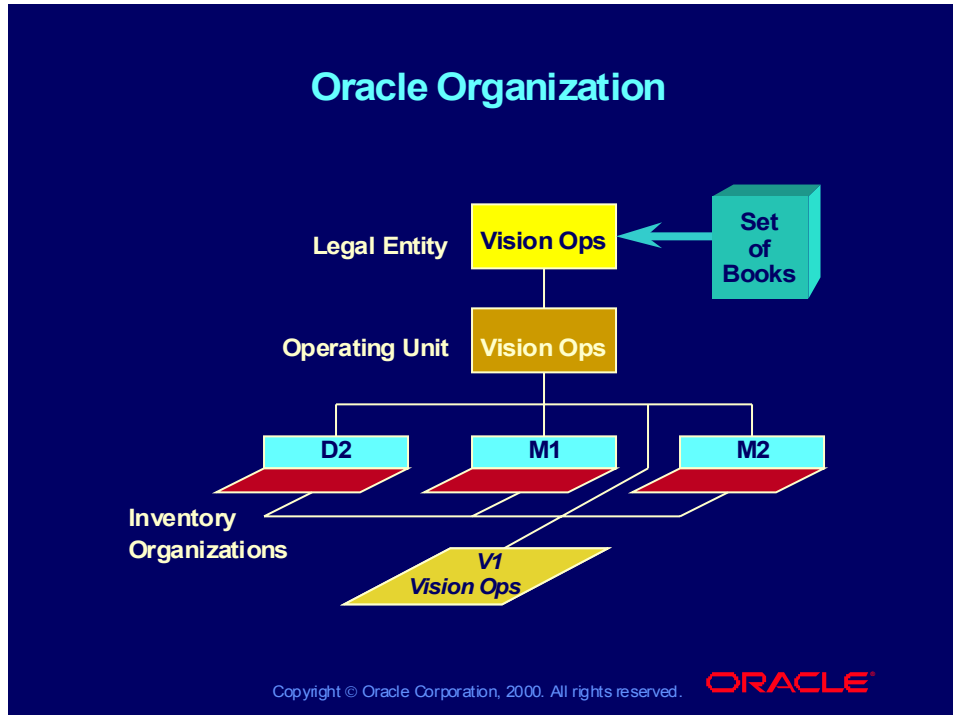 Oracle Organization
Legal Entity
Vision Ops
Set
of
Books
Operating Unit
Vision Ops
D2
M1
M2
Inventory
Organizations
V1
Vision Ops
Copyright © Oracle Corporation, 2000. All rights reserved.
ORACLE®